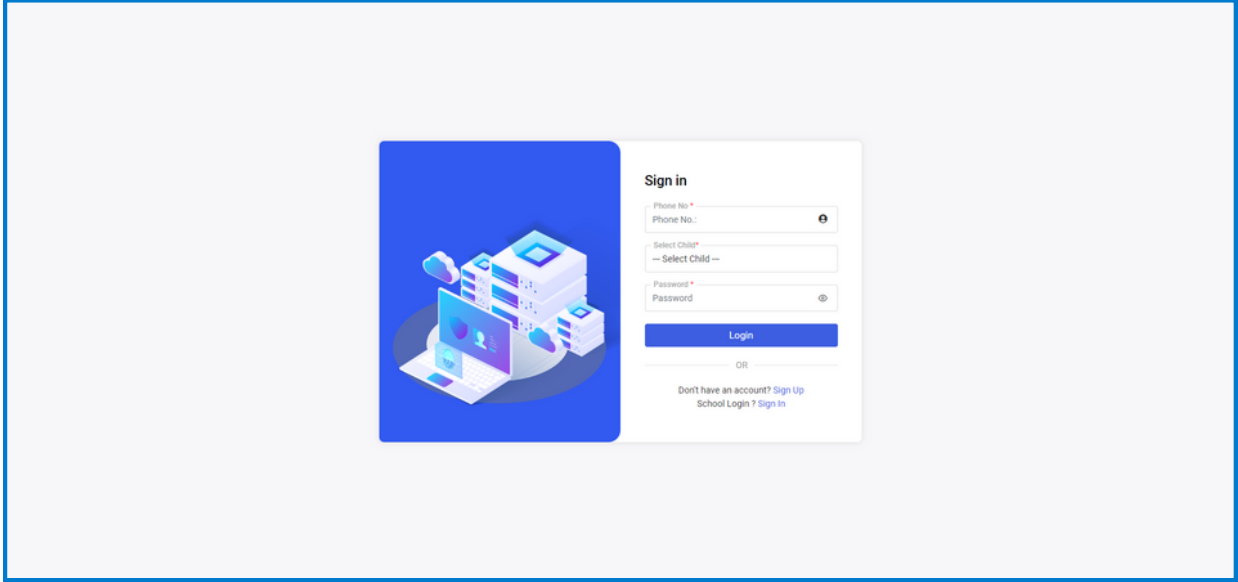 Sign in
Phone No *
Phone No.:
Select Child*
--- Select Child ---
Password *
Password
Login
OR
Don't have an account? Sign Up
School Login ? Sign In